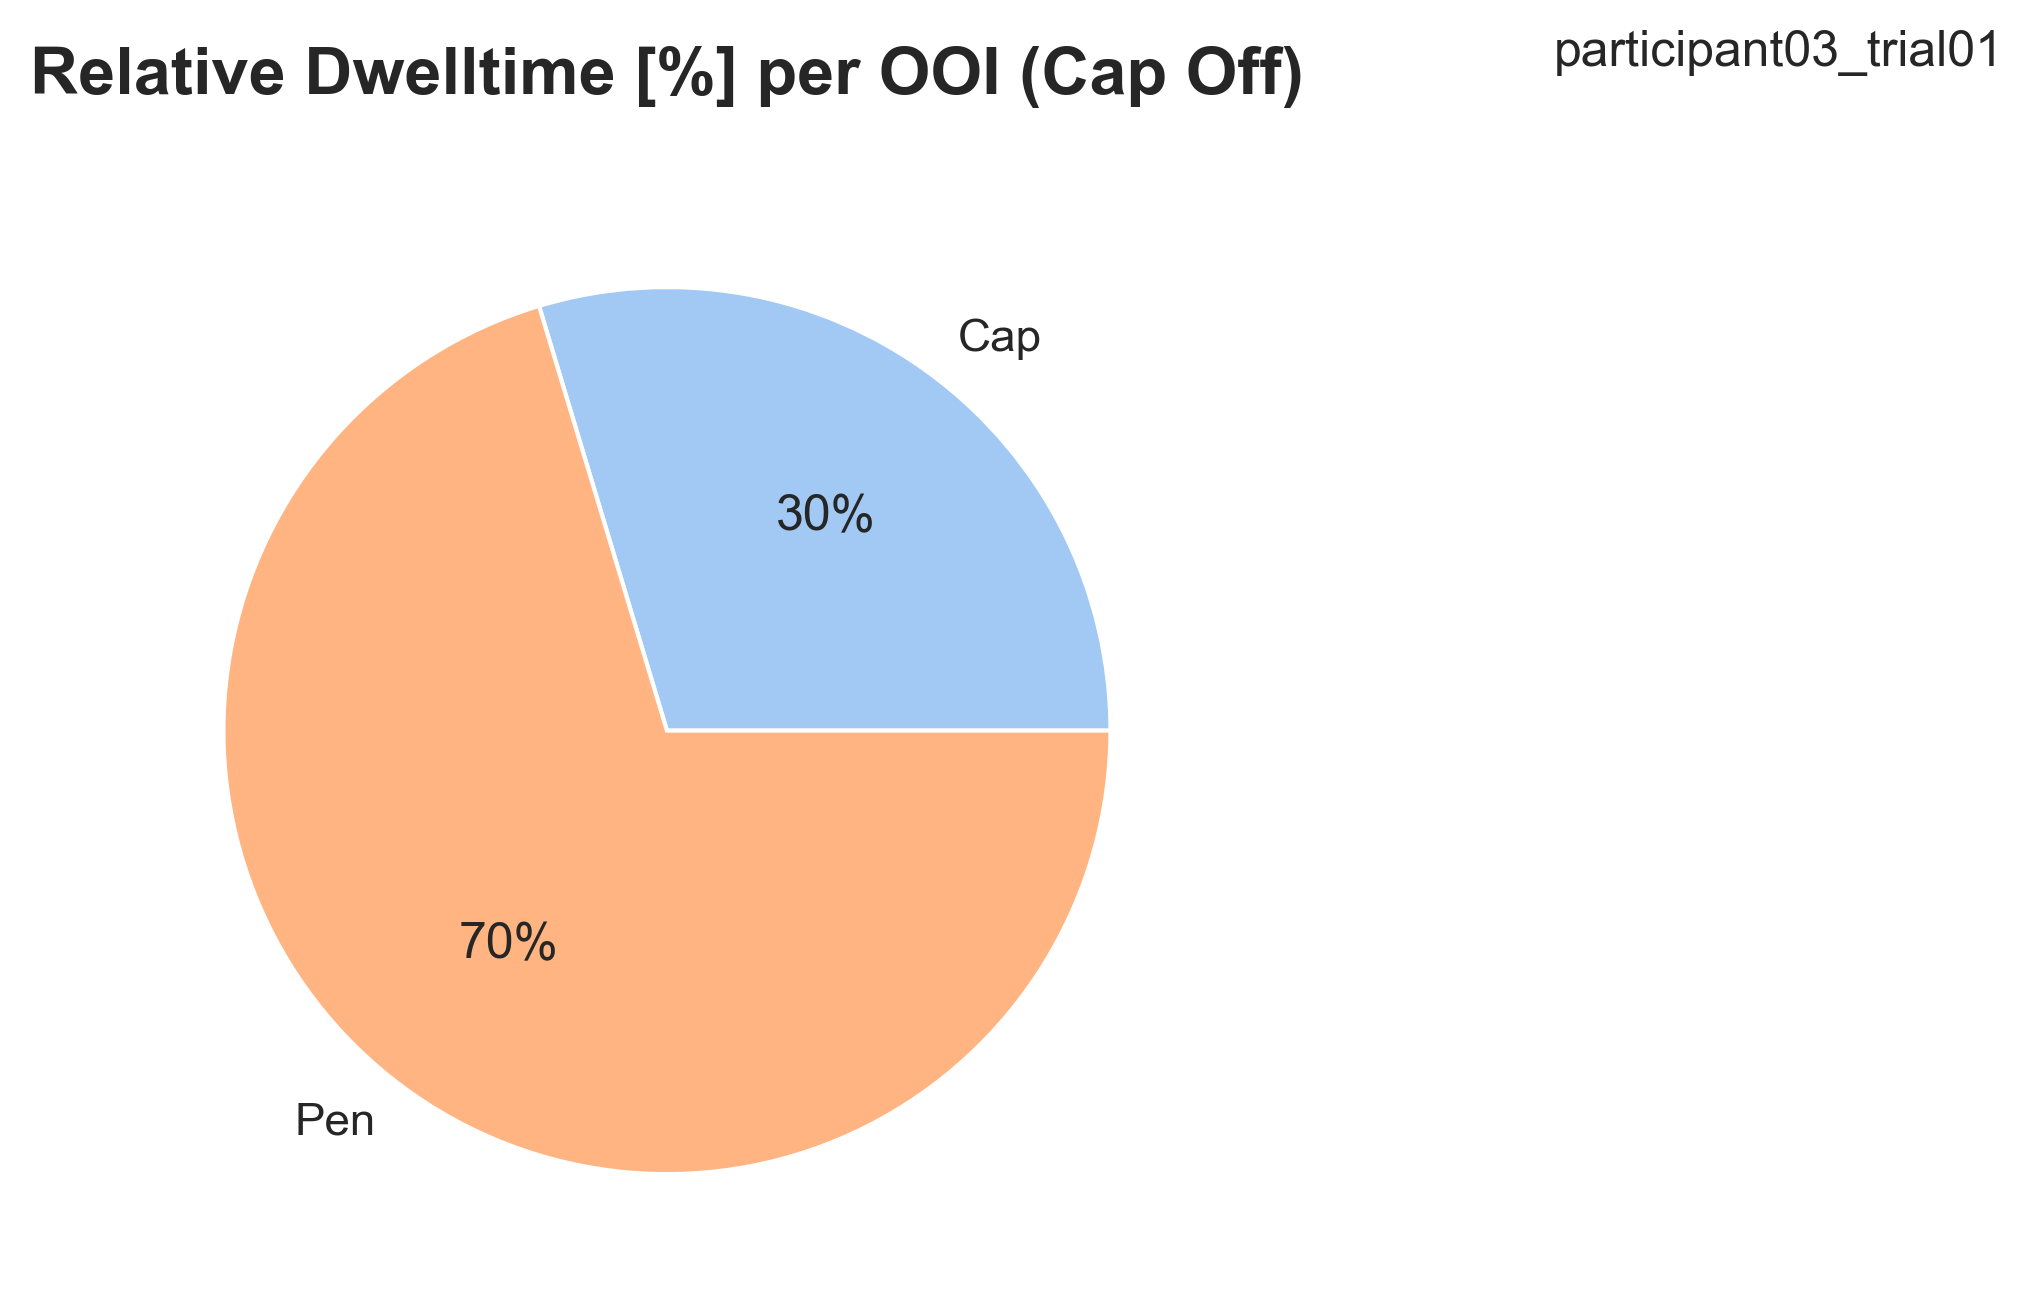 Relative Dwelltime [%] per OOI (Cap Off)
participant03_trial01
Cap
30%
70%
Pen